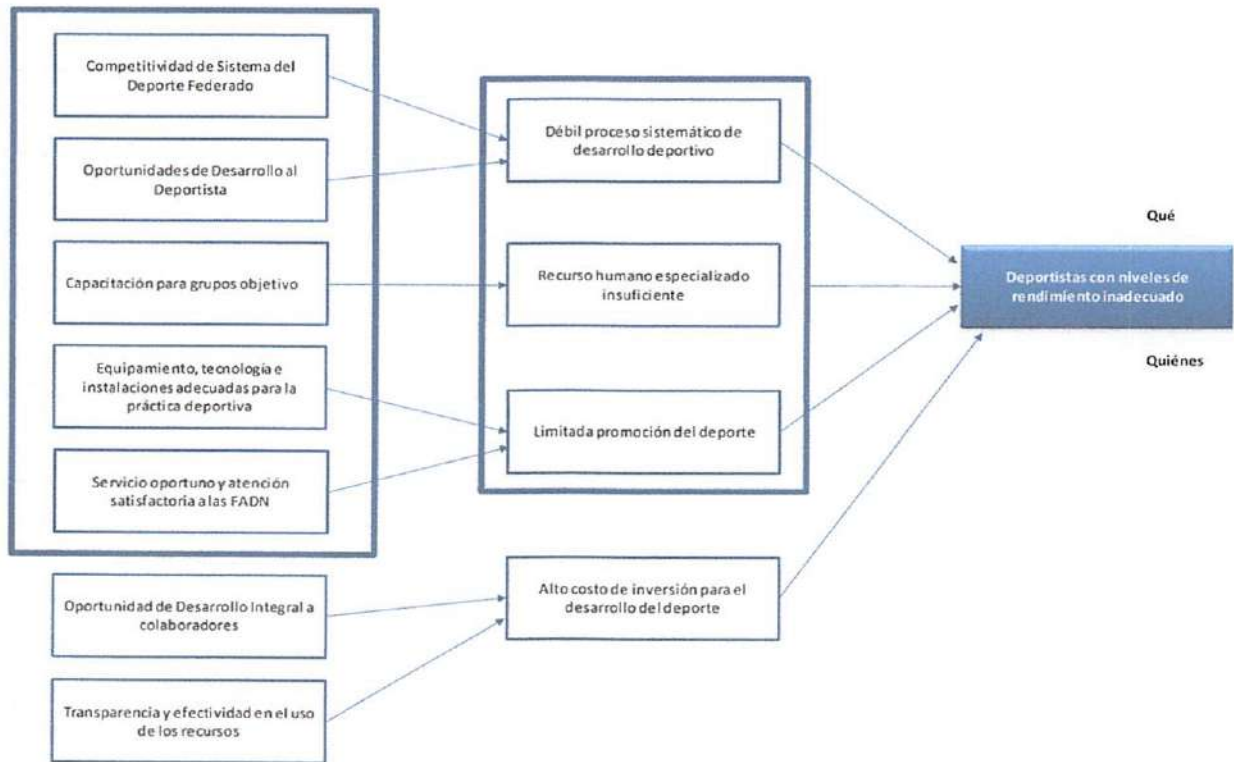 Competitividad de Sistema del
Deporte Federado
Oportunidades de Desarrollo al
Deportista
Capacitación para grupos objetivo
Equipamiento, tecnología e
instalaciones adecuadas para la
práctica deportiva
Servicio oportuno y atención
satisfactoria a las FADN
Oportunidad de Desarrollo Integral a
colaboradores
Transparencia y efectividad en el uso
de los recursos
Débil proceso sistemático de
desarrollo deportivo
Recurso humano especializado
insuficiente
Limitada promoción del deporte
Alto costo de inversión para el
desarrollo del deporte
Qué
Deportistas con niveles de
rendimiento inadecuado
Quiénes